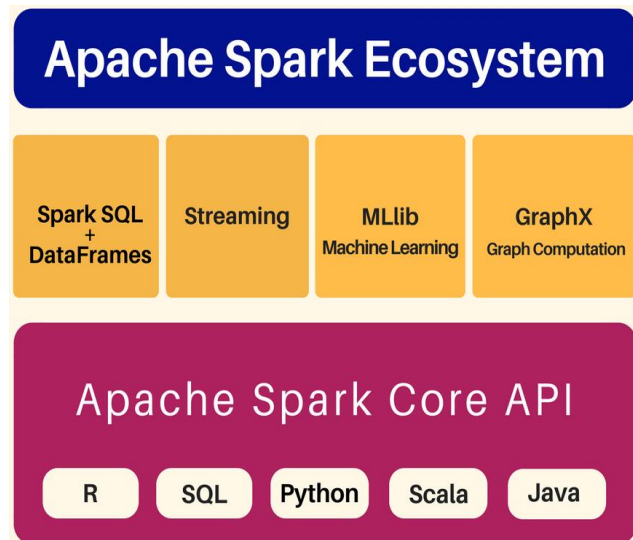 Apache Spark Ecosystem
Spark SQL
+
DataFrames
Streaming
MLlib
Machine Learning
GraphX
Graph Computation
Apache Spark Core API
R
SQL
Python
Scala
Java